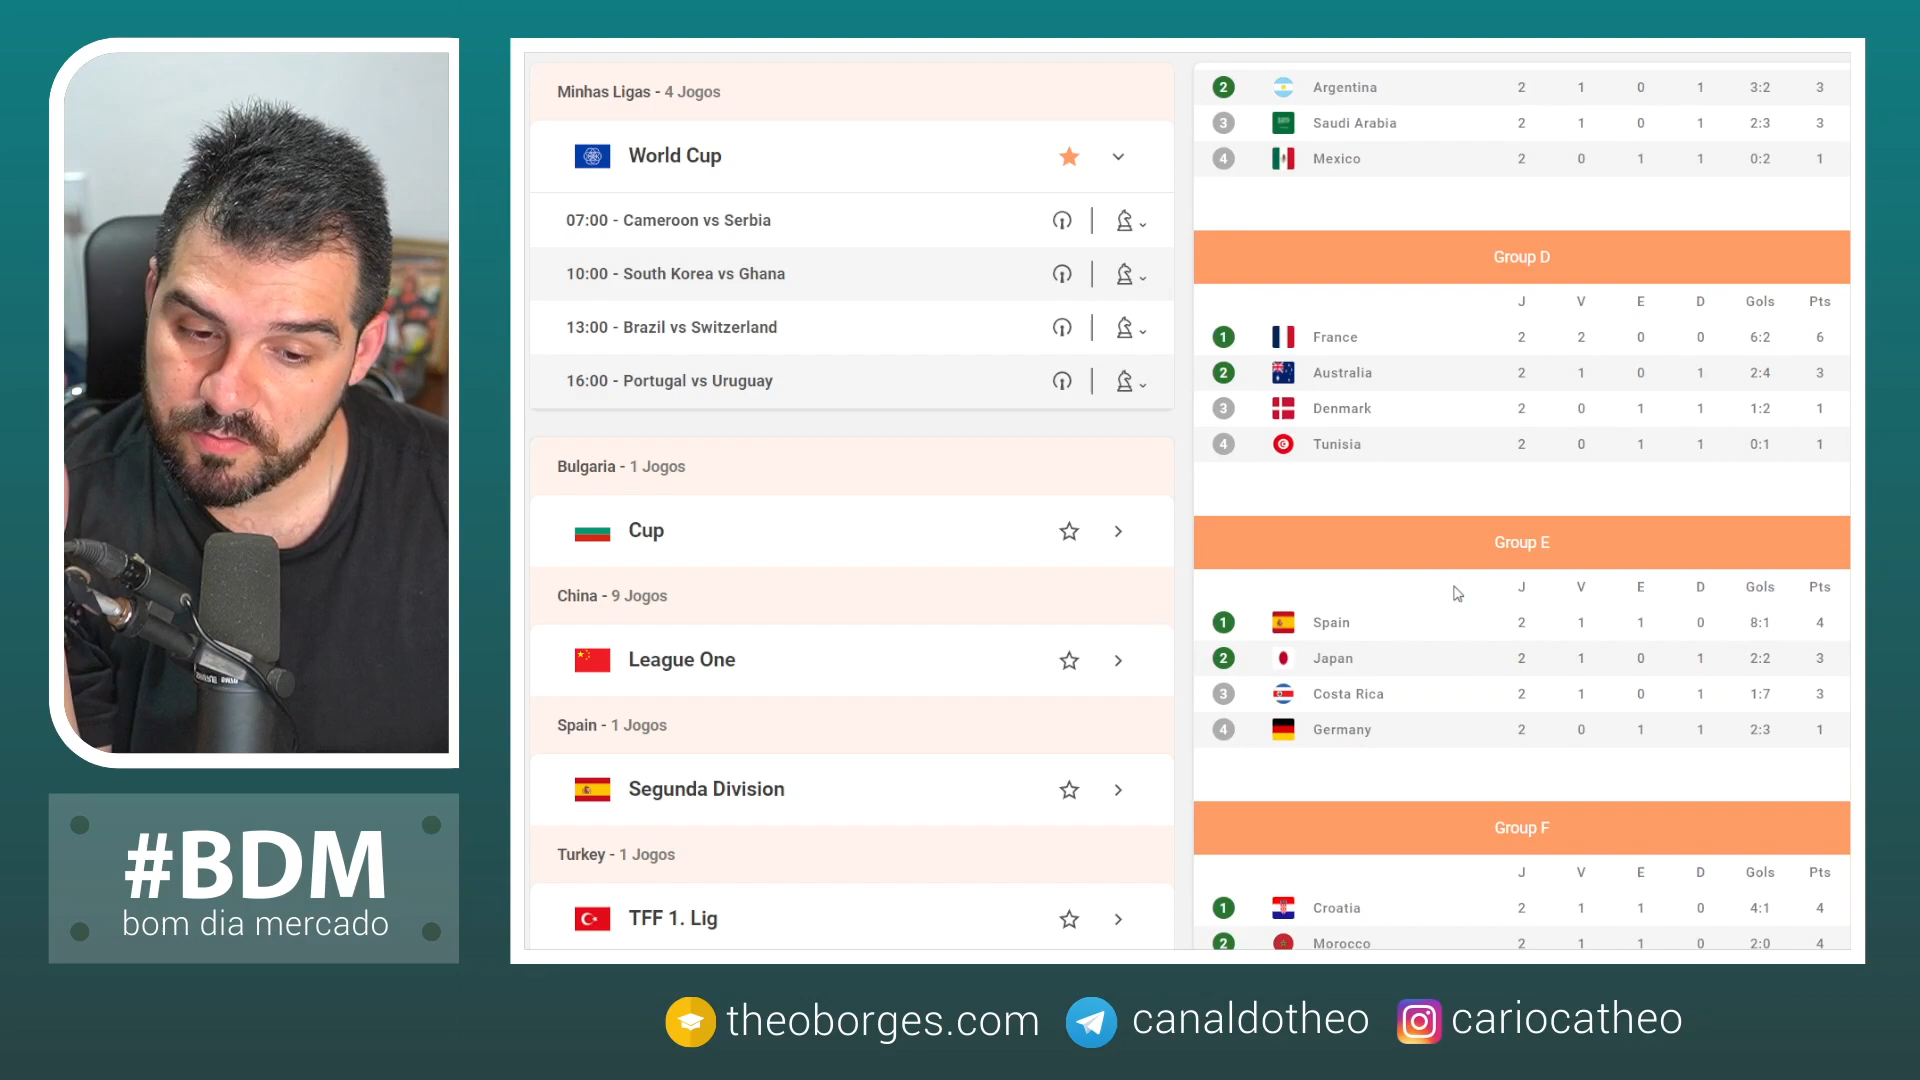 #BDM
bom dia mercado
Minhas Ligas - 4 Jogos
World Cup
07:00 - Cameroon vs Serbia
10:00 - South Korea vs Ghana
13:00 - Brazil vs Switzerland
16:00 - Portugal vs Uruguay
Bulgaria - 1 Jogos
Cup
China - 9 Jogos
League One
Spain - 1 Jogos
Segunda Division
Turkey - 1 Jogos
TFF 1. Lig
2 Argentina 2 1 0 1 3:2 3
3 Saudi Arabia 2 1 0 1 2:3 3
4 Mexico 2 0 1 1 0:2 1
Group D
J V E D Gols Pts
1 France 2 2 0 0 6:2 6
2 Australia 2 1 0 1 2:4 3
3 Denmark 2 0 1 1 1:2 1
4 Tunisia 2 0 1 1 0:1 1
Group E
J V E D Gols Pts
1 Spain 2 1 1 0 8:1 4
2 Japan 2 1 0 1 2:2 3
3 Costa Rica 2 1 0 1 1:7 3
4 Germany 2 0 1 1 2:3 1
Group F
J V E D Gols Pts
1 Croatia 2 1 1 0 4:1 4
2 Morocco 2 1 1 0 2:0 4
theoborges.com
canaldotheo
cariocatheo